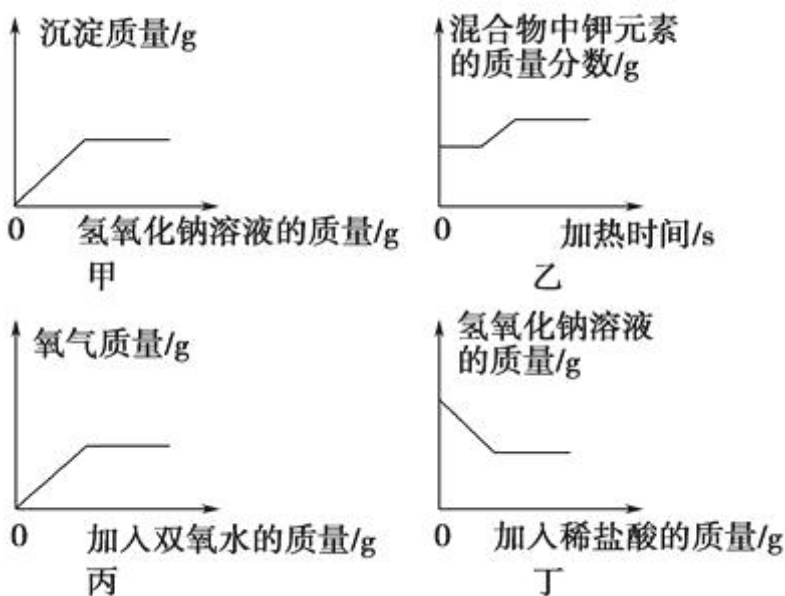 沉淀质量/g
0
氢氧化钠溶液的质量/g
甲
混合物中钾元素
的质量分数/g
0
加热时间/s
乙
氧气质量/g
0
加入双氧水的质量/g
丙
氢氧化钠溶液
的质量/g
0
加入稀盐酸的质量/g
丁